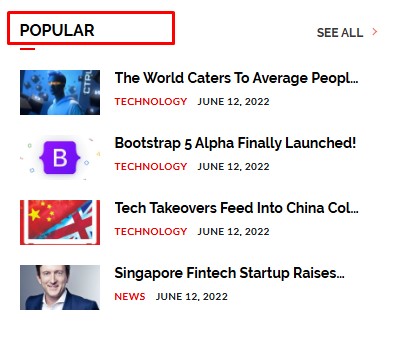 POPULAR
SEE ALL
The World Caters To Average Peopl...
TECHNOLOGY JUNE 12, 2022
B
Bootstrap 5 Alpha Finally Launched!
TECHNOLOGY JUNE 12, 2022
Tech Takeovers Feed Into China Col...
TECHNOLOGY JUNE 12, 2022
Singapore Fintech Startup Raises...
NEWS JUNE 12, 2022